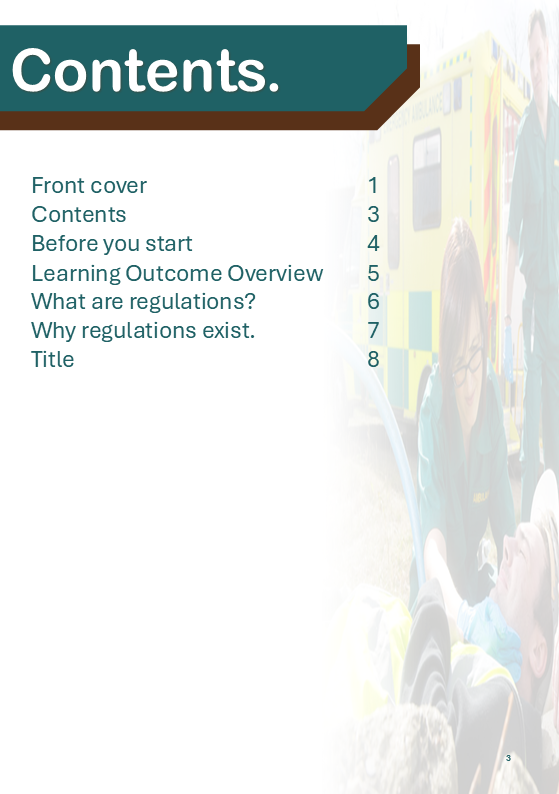 Contents.
Front cover 1
Contents 3
Before you start 4
Learning Outcome Overview 5
What are regulations? 6
Why regulations exist. 7
Title 8
3